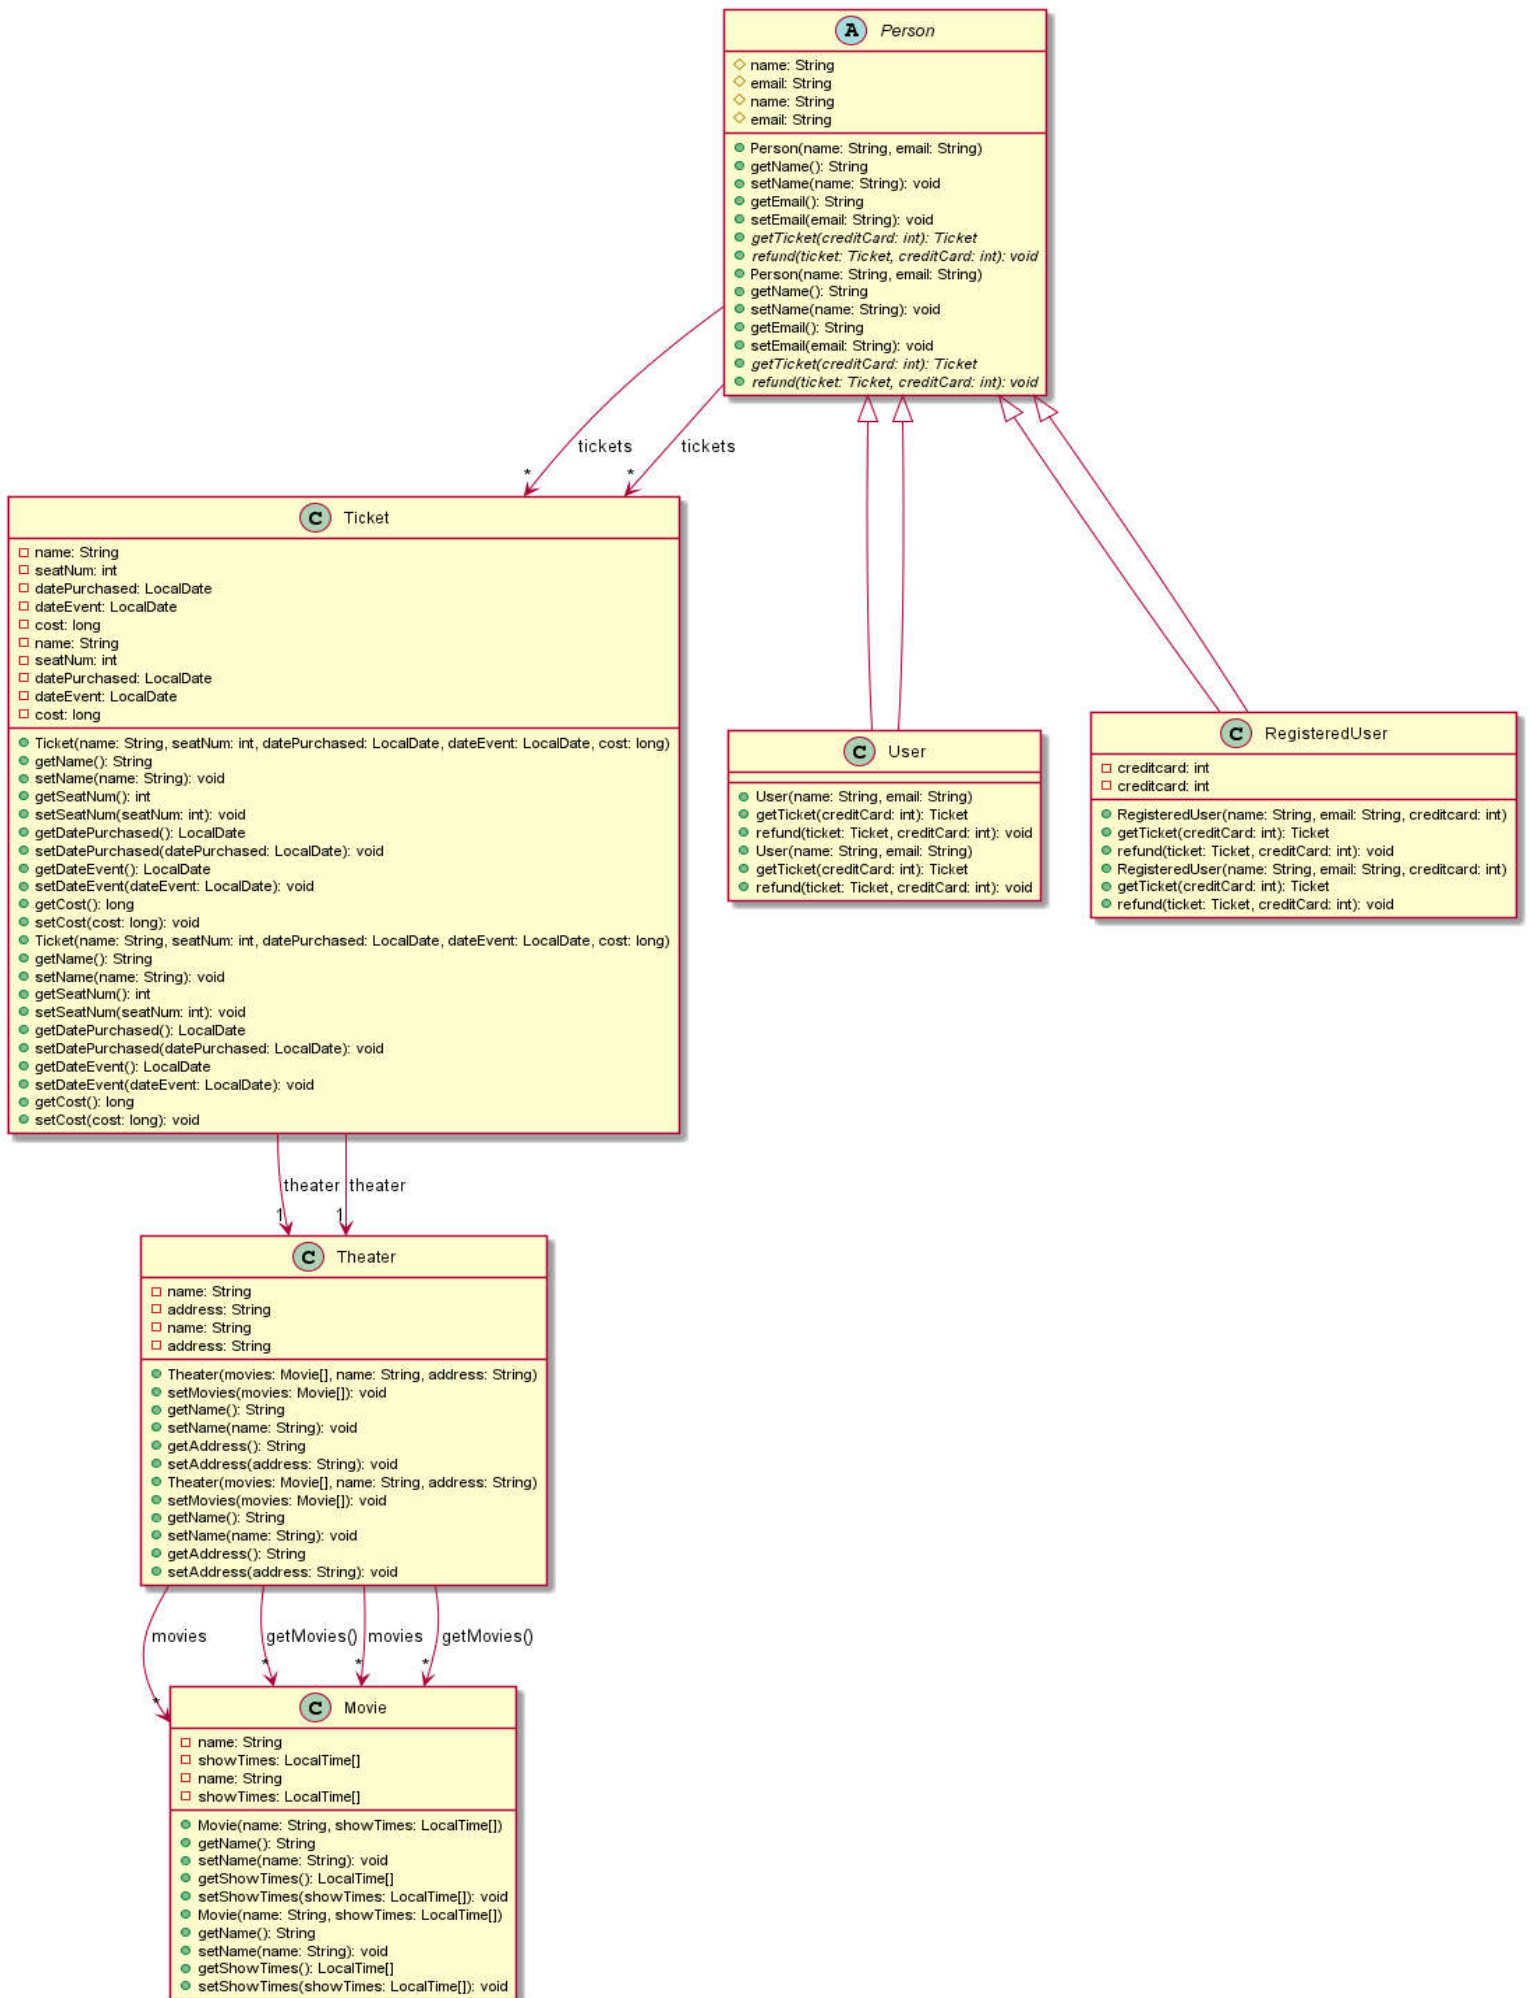 A Person
name: String
email: String
name: String
email: String
Person(name: String, email: String)
getName(): String
setName(name: String): void
getEmail(): String
setEmail(email: String): void
getTicket(creditCard: int): Ticket
refund(ticket: Ticket, creditCard: int): void
Person(name: String, email: String)
getName(): String
setName(name: String): void
getEmail(): String
setEmail(email: String): void
getTicket(creditCard: int): Ticket
refund(ticket: Ticket, creditCard: int): void
tickets
tickets
*
*
C Ticket
name: String
seatNum: int
datePurchased: LocalDate
dateEvent: LocalDate
cost: long
name: String
seatNum: int
datePurchased: LocalDate
dateEvent: LocalDate
cost: long
Ticket(name: String, seatNum: int, datePurchased: LocalDate, dateEvent: LocalDate, cost: long)
getName(): String
setName(name: String): void
getSeatNum(): int
setSeatNum(seatNum: int): void
getDatePurchased(): LocalDate
setDatePurchased(datePurchased: LocalDate): void
getDateEvent(): LocalDate
setDateEvent(dateEvent: LocalDate): void
getCost(): long
setCost(cost: long): void
Ticket(name: String, seatNum: int, datePurchased: LocalDate, dateEvent: LocalDate, cost: long)
getName(): String
setName(name: String): void
getSeatNum(): int
setSeatNum(seatNum: int): void
getDatePurchased(): LocalDate
setDatePurchased(datePurchased: LocalDate): void
getDateEvent(): LocalDate
setDateEvent(dateEvent: LocalDate): void
getCost(): long
setCost(cost: long): void
C User
User(name: String, email: String)
getTicket(creditCard: int): Ticket
refund(ticket: Ticket, creditCard: int): void
User(name: String, email: String)
getTicket(creditCard: int): Ticket
refund(ticket: Ticket, creditCard: int): void
C RegisteredUser
creditcard: int
creditcard: int
RegisteredUser(name: String, email: String, creditcard: int)
getTicket(creditCard: int): Ticket
refund(ticket: Ticket, creditCard: int): void
RegisteredUser(name: String, email: String, creditcard: int)
getTicket(creditCard: int): Ticket
refund(ticket: Ticket, creditCard: int): void
theater
theater
1
1
C Theater
name: String
address: String
name: String
address: String
Theater(movies: Movie[], name: String, address: String)
setMovies(movies: Movie[]): void
getName(): String
setName(name: String): void
getAddress(): String
setAddress(address: String): void
Theater(movies: Movie[], name: String, address: String)
setMovies(movies: Movie[]): void
getName(): String
setName(name: String): void
getAddress(): String
setAddress(address: String): void
movies
getMovies()
movies
getMovies()
*
*
*
*
C Movie
name: String
showTimes: LocalTime[]
name: String
showTimes: LocalTime[]
Movie(name: String, showTimes: LocalTime[])
getName(): String
setName(name: String): void
getShowTimes(): LocalTime[]
setShowTimes(showTimes: LocalTime[]): void
Movie(name: String, showTimes: LocalTime[])
getName(): String
setName(name: String): void
getShowTimes(): LocalTime[]
setShowTimes(showTimes: LocalTime[]): void